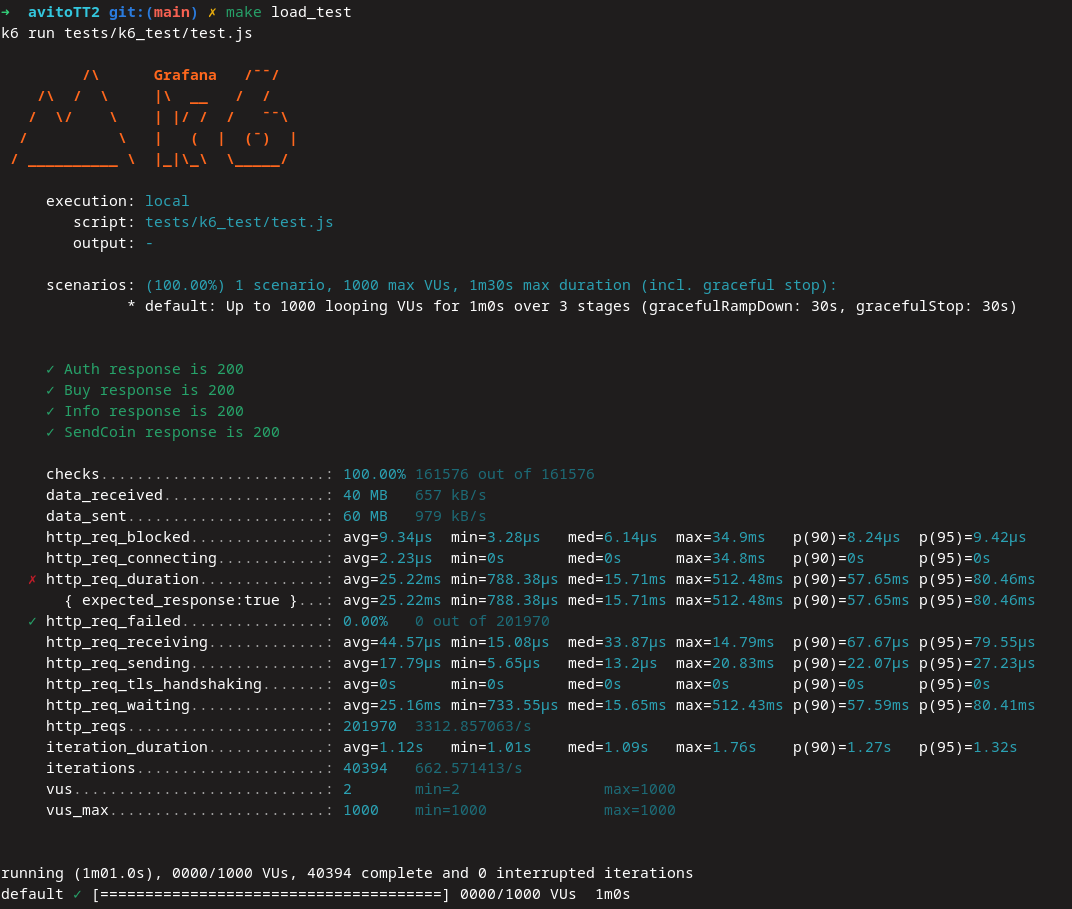 ➜  avitoTT2 git:(main) ✗ make load_test
k6 run tests/k6_test/test.js

         /\      Grafana   /‾‾/
    /\  /  \     |\  __   /  /
   /  \/    \    | |/ /  /   ‾‾\
  /          \   |   (  |  (‾)  |
 / __________ \  |_|\_\  \_____/

     execution: local
        script: tests/k6_test/test.js
        output: -

     scenarios: (100.00%) 1 scenario, 1000 max VUs, 1m30s max duration (incl. graceful stop):
              * default: Up to 1000 looping VUs for 1m0s over 3 stages (gracefulRampDown: 30s, gracefulStop: 30s)

     ✓ Auth response is 200
     ✓ Buy response is 200
     ✓ Info response is 200
     ✓ SendCoin response is 200

     checks.........................: 100.00% 161576 out of 161576
     data_received..................: 40 MB   657 kB/s
     data_sent......................: 60 MB   979 kB/s
     http_req_blocked...............: avg=9.34µs  min=3.28µs   med=6.14µs  max=34.9ms   p(90)=8.24µs  p(95)=9.42µs
     http_req_connecting............: avg=2.23µs  min=0s       med=0s      max=34.8ms   p(90)=0s      p(95)=0s
   ✗ http_req_duration..............: avg=25.22ms min=788.38µs med=15.71ms max=512.48ms p(90)=57.65ms p(95)=80.46ms
       { expected_response:true }...: avg=25.22ms min=788.38µs med=15.71ms max=512.48ms p(90)=57.65ms p(95)=80.46ms
   ✓ http_req_failed................: 0.00%   0 out of 201970
     http_req_receiving.............: avg=44.57µs min=15.08µs  med=33.87µs max=14.79ms  p(90)=67.67µs p(95)=79.55µs
     http_req_sending...............: avg=17.79µs min=5.65µs   med=13.2µs  max=20.83ms  p(90)=22.07µs p(95)=27.23µs
     http_req_tls_handshaking.......: avg=0s      min=0s       med=0s      max=0s       p(90)=0s      p(95)=0s
     http_req_waiting...............: avg=25.16ms min=733.55µs med=15.65ms max=512.43ms p(90)=57.59ms p(95)=80.41ms
     http_reqs......................: 201970  3312.857063/s
     iteration_duration.............: avg=1.12s   min=1.01s    med=1.09s   max=1.76s    p(90)=1.27s   p(95)=1.32s
     iterations.....................: 40394   662.571413/s
     vus............................: 2       min=2                max=1000
     vus_max........................: 1000    min=1000             max=1000

running (1m01.0s), 0000/1000 VUs, 40394 complete and 0 interrupted iterations
default ✓ [======================================] 0000/1000 VUs  1m0s